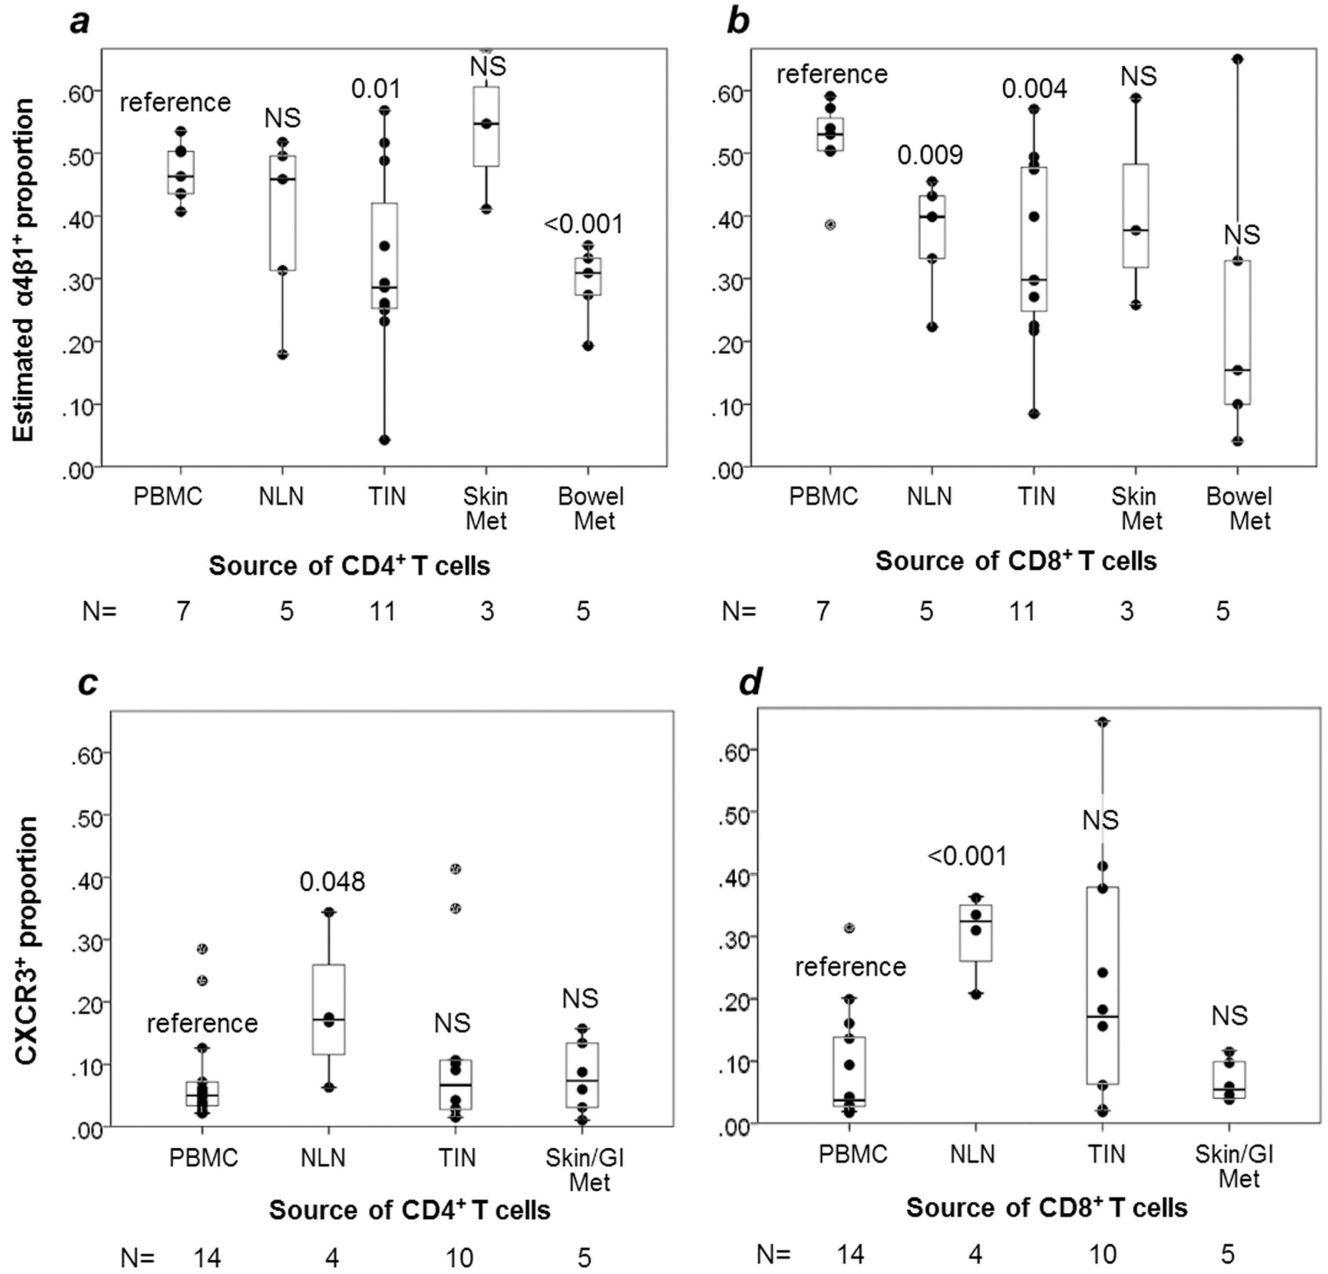 a
b
Estimated α4β1+ proportion
.60
.50
.40
.30
.20
.10
.00
reference
NS
0.01
NS
<0.001
PBMC NLN TIN Skin Met Bowel Met
Source of CD4+ T cells
N= 7 5 11 3 5
.60
.50
.40
.30
.20
.10
.00
reference
0.009
0.004
NS
NS
PBMC NLN TIN Skin Met Bowel Met
Source of CD8+ T cells
N= 7 5 11 3 5
c
d
CXCR3+ proportion
.60
.50
.40
.30
.20
.10
.00
reference
0.048
NS
NS
PBMC NLN TIN Skin/GI Met
Source of CD4+ T cells
N= 14 4 10 5
.60
.50
.40
.30
.20
.10
.00
reference
<0.001
NS
NS
PBMC NLN TIN Skin/GI Met
Source of CD8+ T cells
N= 14 4 10 5